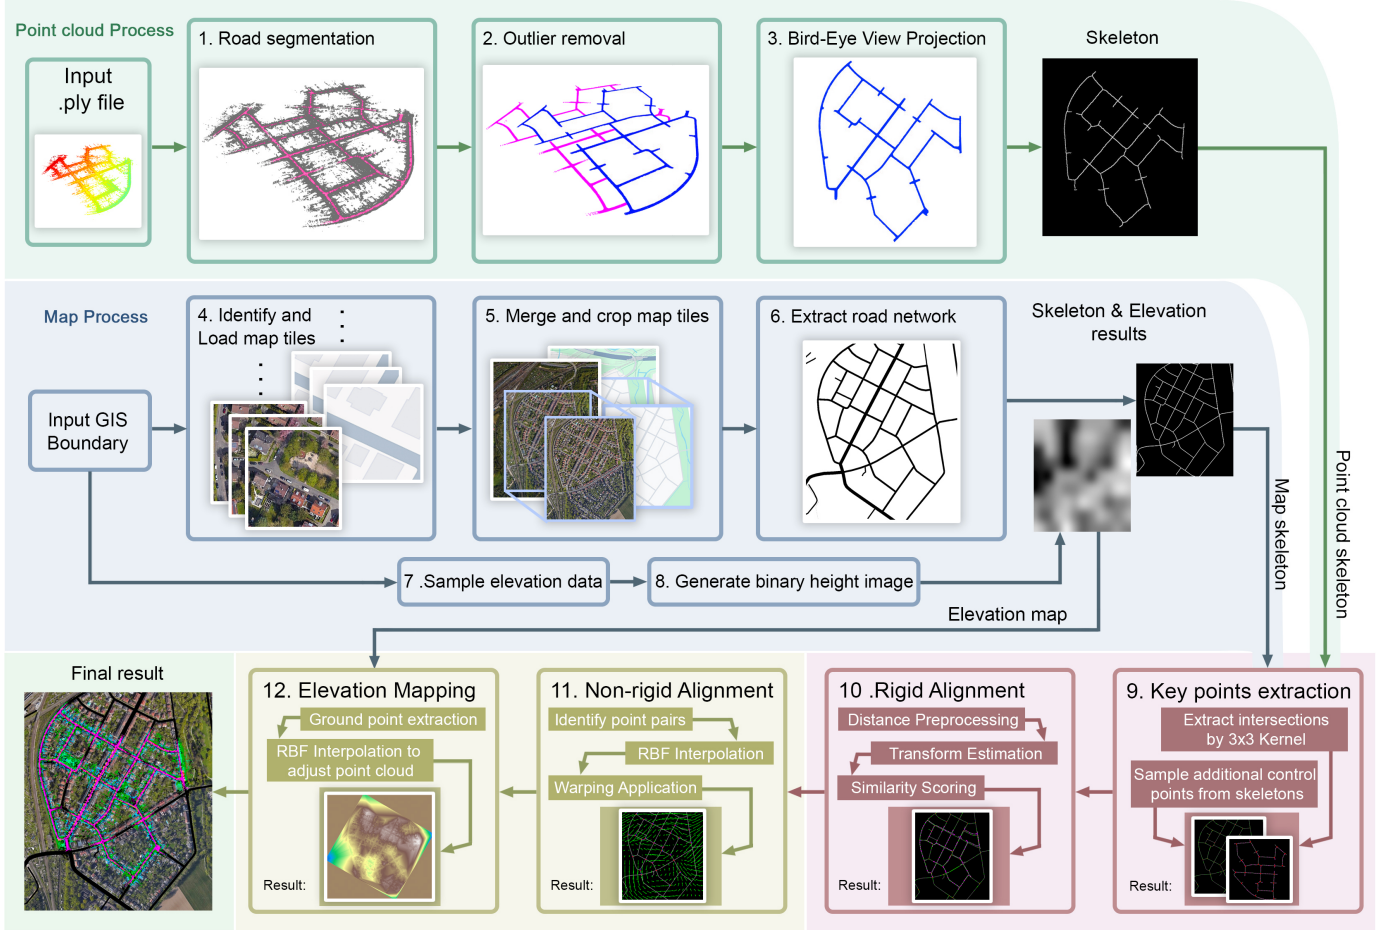 Point cloud Process
Input
.ply file
1. Road segmentation
2. Outlier removal
3. Bird-Eye View Projection
Skeleton
Map Process
Input GIS
Boundary
4. Identify and
Load map tiles
5. Merge and crop map tiles
6. Extract road network
Skeleton & Elevation
results
7 .Sample elevation data
8. Generate binary height image
Elevation map
Map skeleton
Point cloud skeleton
Final result
12. Elevation Mapping
Ground point extraction
RBF Interpolation to
adjust point cloud
Result:
11. Non-rigid Alignment
Identify point pairs
RBF Interpolation
Warping Application
Result:
10 .Rigid Alignment
Distance Preprocessing
Transform Estimation
Similarity Scoring
Result:
9. Key points extraction
Extract intersections
by 3x3 Kernel
Sample additional control
points from skeletons
Result: